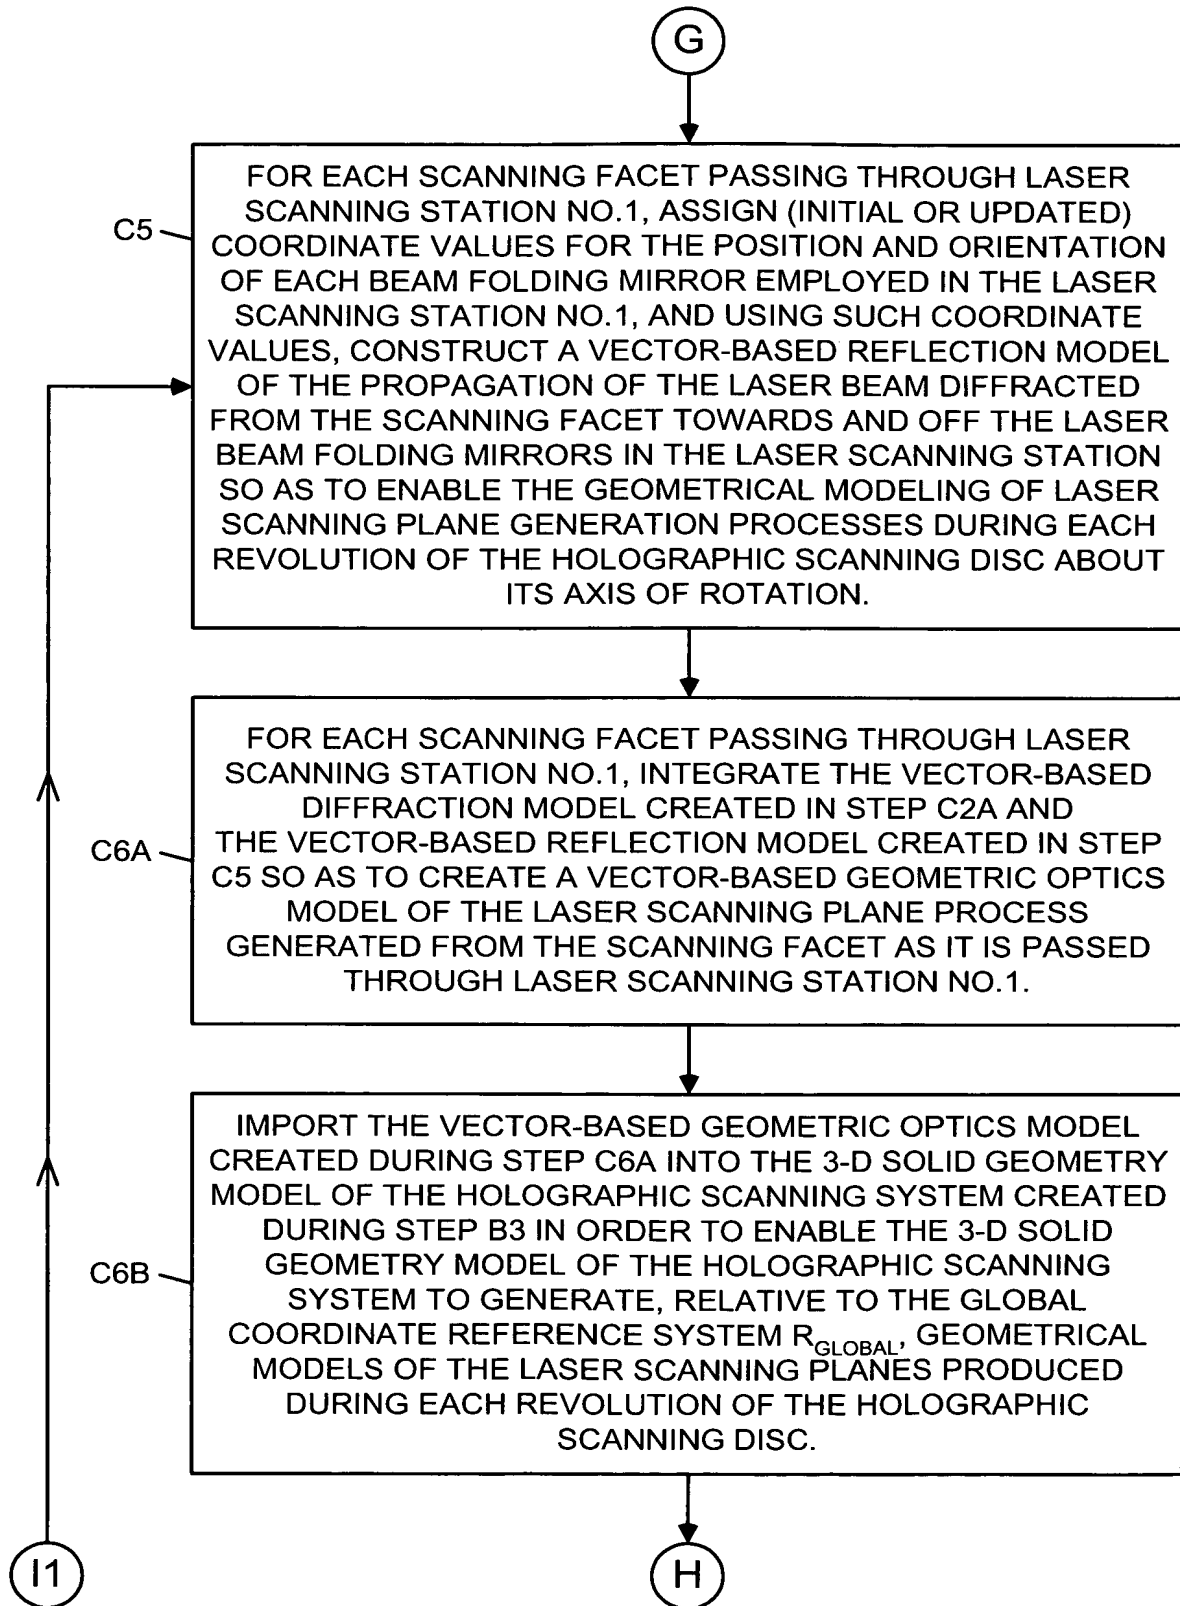 G
C5
FOR EACH SCANNING FACET PASSING THROUGH LASER
SCANNING STATION NO.1, ASSIGN (INITIAL OR UPDATED)
COORDINATE VALUES FOR THE POSITION AND ORIENTATION
OF EACH BEAM FOLDING MIRROR EMPLOYED IN THE LASER
SCANNING STATION NO.1, AND USING SUCH COORDINATE
VALUES, CONSTRUCT A VECTOR-BASED REFLECTION MODEL
OF THE PROPAGATION OF THE LASER BEAM DIFFRACTED
FROM THE SCANNING FACET TOWARDS AND OFF THE LASER
BEAM FOLDING MIRRORS IN THE LASER SCANNING STATION
SO AS TO ENABLE THE GEOMETRICAL MODELING OF LASER
SCANNING PLANE GENERATION PROCESSES DURING EACH
REVOLUTION OF THE HOLOGRAPHIC SCANNING DISC ABOUT
ITS AXIS OF ROTATION.
C6A
FOR EACH SCANNING FACET PASSING THROUGH LASER
SCANNING STATION NO.1, INTEGRATE THE VECTOR-BASED
DIFFRACTION MODEL CREATED IN STEP C2A AND
THE VECTOR-BASED REFLECTION MODEL CREATED IN STEP
C5 SO AS TO CREATE A VECTOR-BASED GEOMETRIC OPTICS
MODEL OF THE LASER SCANNING PLANE PROCESS
GENERATED FROM THE SCANNING FACET AS IT IS PASSED
THROUGH LASER SCANNING STATION NO.1.
C6B
IMPORT THE VECTOR-BASED GEOMETRIC OPTICS MODEL
CREATED DURING STEP C6A INTO THE 3-D SOLID GEOMETRY
MODEL OF THE HOLOGRAPHIC SCANNING SYSTEM CREATED
DURING STEP B3 IN ORDER TO ENABLE THE 3-D SOLID
GEOMETRY MODEL OF THE HOLOGRAPHIC SCANNING
SYSTEM TO GENERATE, RELATIVE TO THE GLOBAL
COORDINATE REFERENCE SYSTEM R_GLOBAL, GEOMETRICAL
MODELS OF THE LASER SCANNING PLANES PRODUCED
DURING EACH REVOLUTION OF THE HOLOGRAPHIC
SCANNING DISC.
I1
H